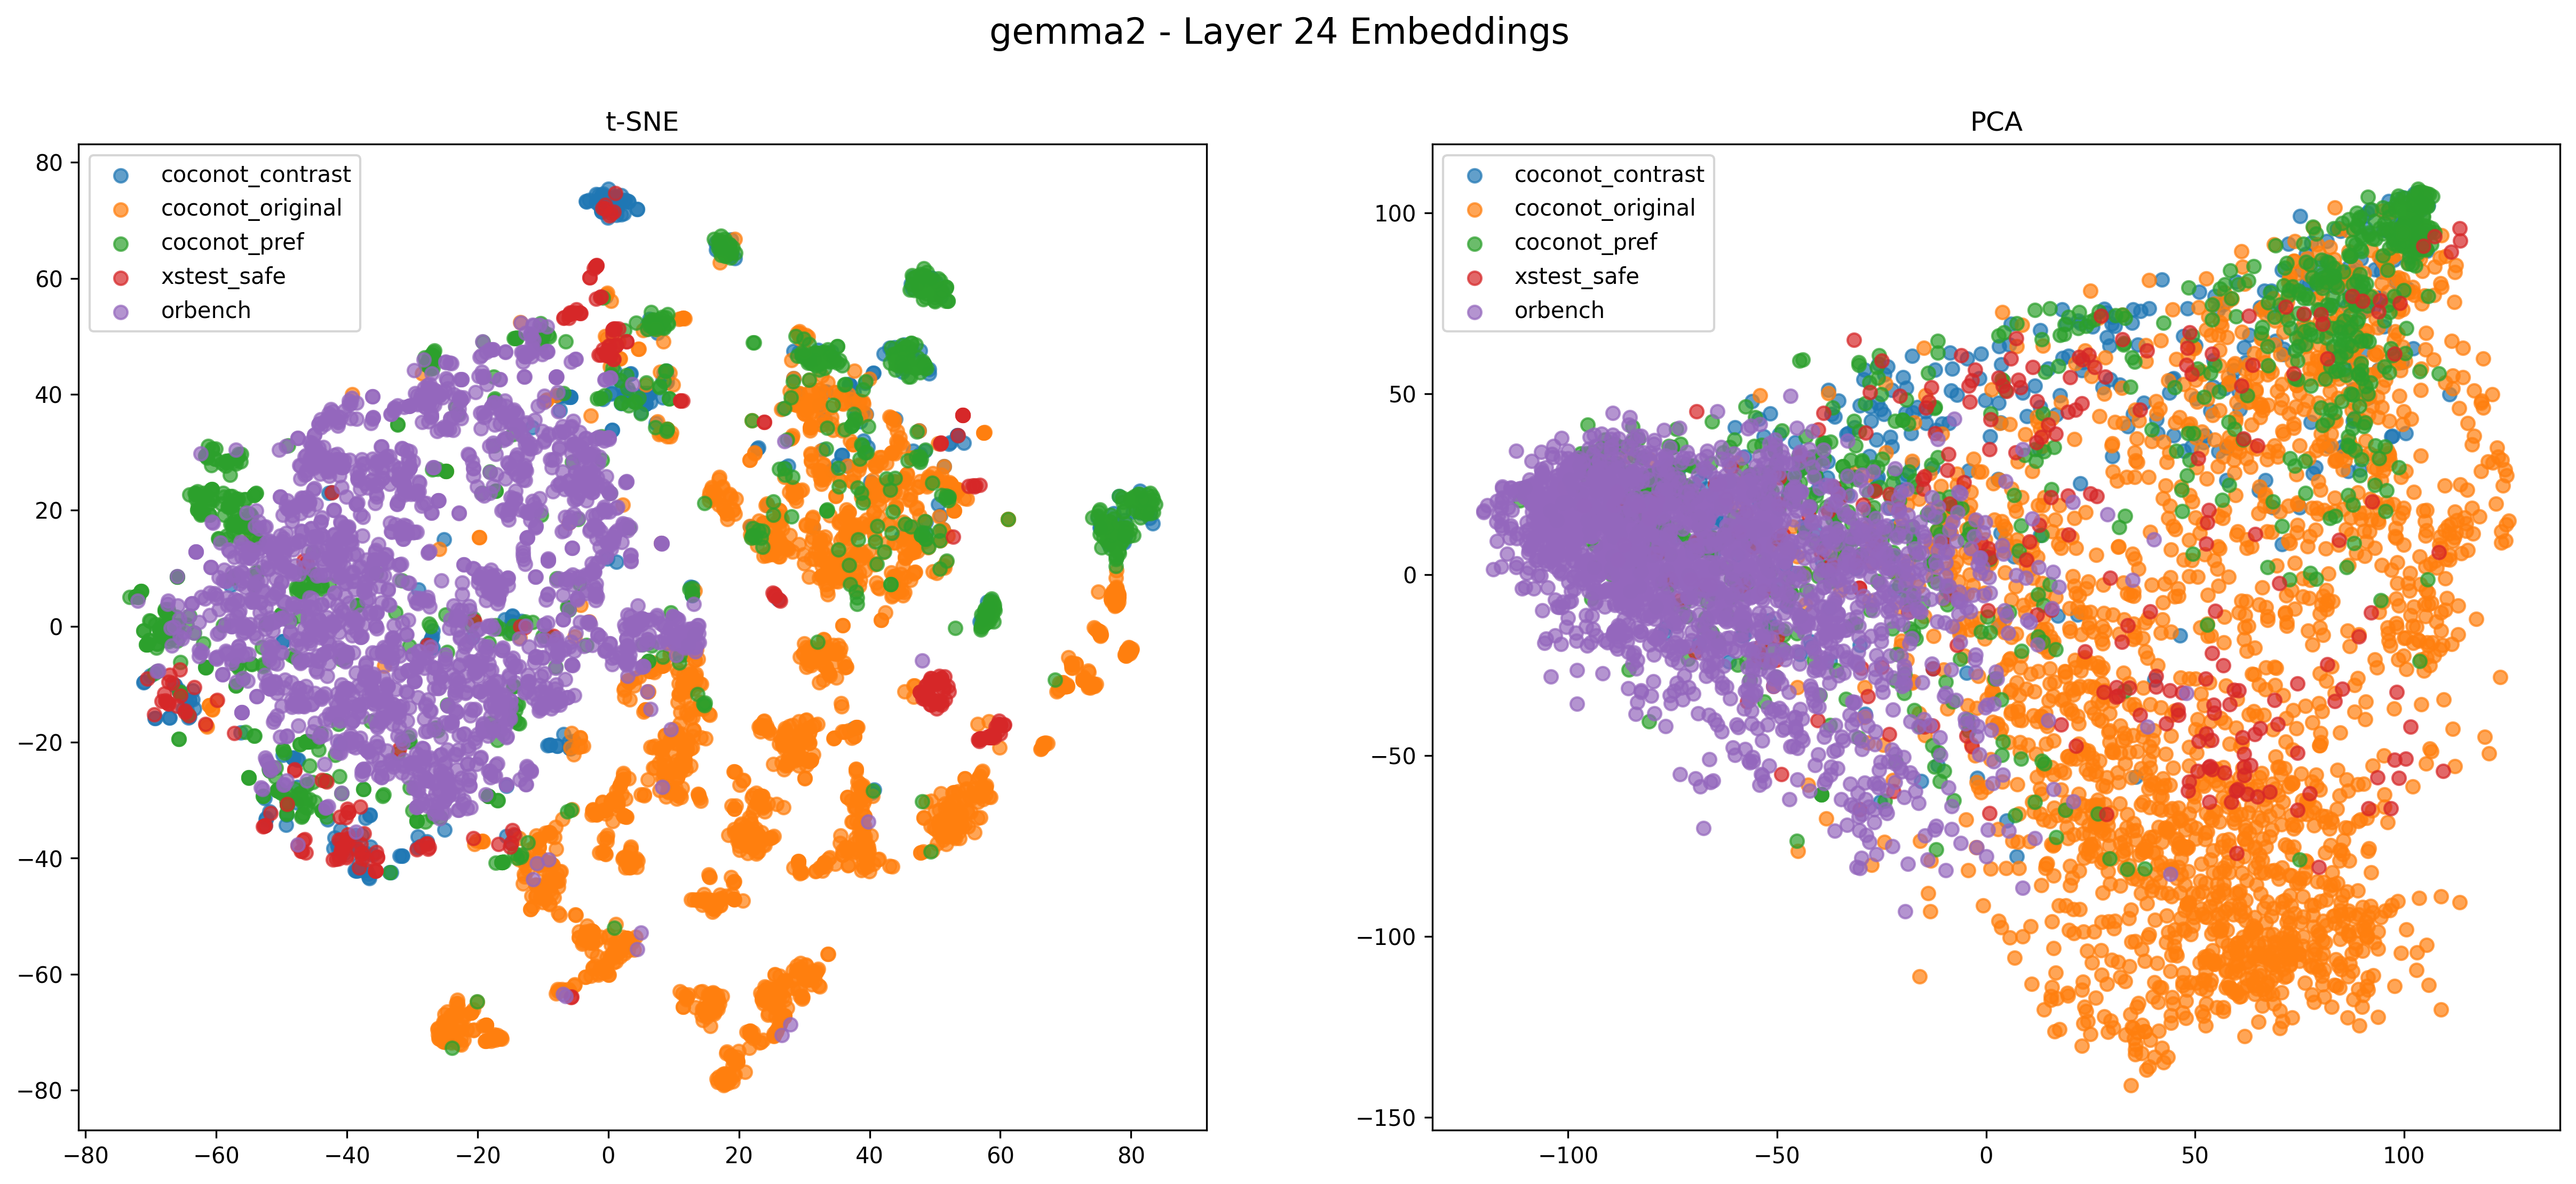 gemma2 - Layer 24 Embeddings
t-SNE
coconot_contrast
coconot_original
coconot_pref
xstest_safe
orbench
80
60
40
20
0
−20
−40
−60
−80
−80
−60
−40
−20
0
20
40
60
80
PCA
coconot_contrast
coconot_original
coconot_pref
xstest_safe
orbench
100
50
0
−50
−100
−150
−100
−50
0
50
100